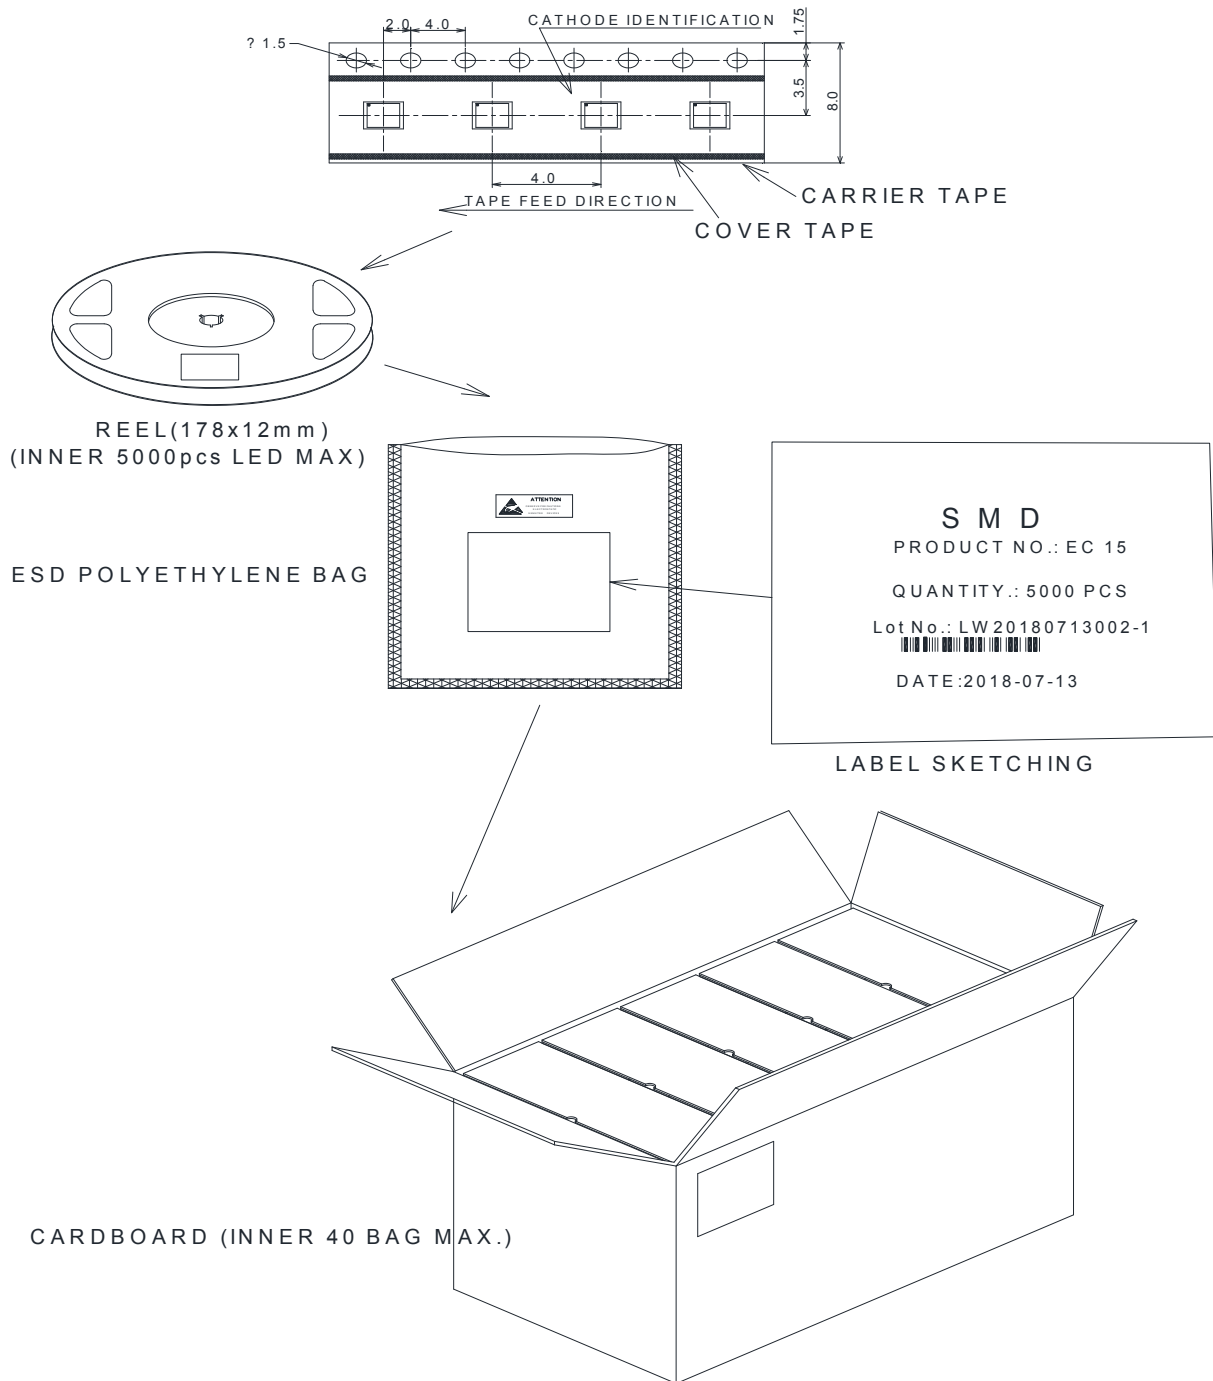 CATHODE IDENTIFICATION
2.0 4.0
? 1.5
1.75
3.5
8.0
4.0
TAPE FEED DIRECTION
CARRIER TAPE
COVER TAPE
REEL(178x12mm)
(INNER 5000pcs LED MAX)
ATTENTION
ESD POLYETHYLENE BAG
SMD
PRODUCT NO.: EC 15
QUANTITY.: 5000 PCS
Lot No.: LW20180713002-1
DATE:2018-07-13
LABEL SKETCHING
CARDBOARD (INNER 40 BAG MAX.)